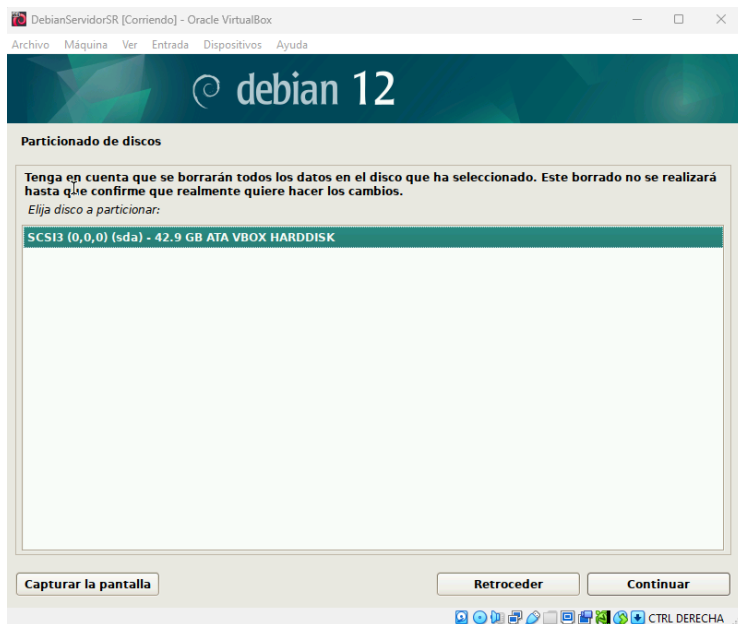 DebianServidorSR [Corriendo] - Oracle VirtualBox
Archivo Máquina Ver Entrada Dispositivos Ayuda
debian 12
Particionado de discos
Tenga en cuenta que se borrarán todos los datos en el disco que ha seleccionado. Este borrado no se realizará
hasta que confirme que realmente quiere hacer los cambios.
Elija disco a particionar:
SCSI3 (0,0,0) (sda) - 42.9 GB ATA VBOX HARDDISK
Capturar la pantalla Retroceder Continuar
CTRL DERECHA